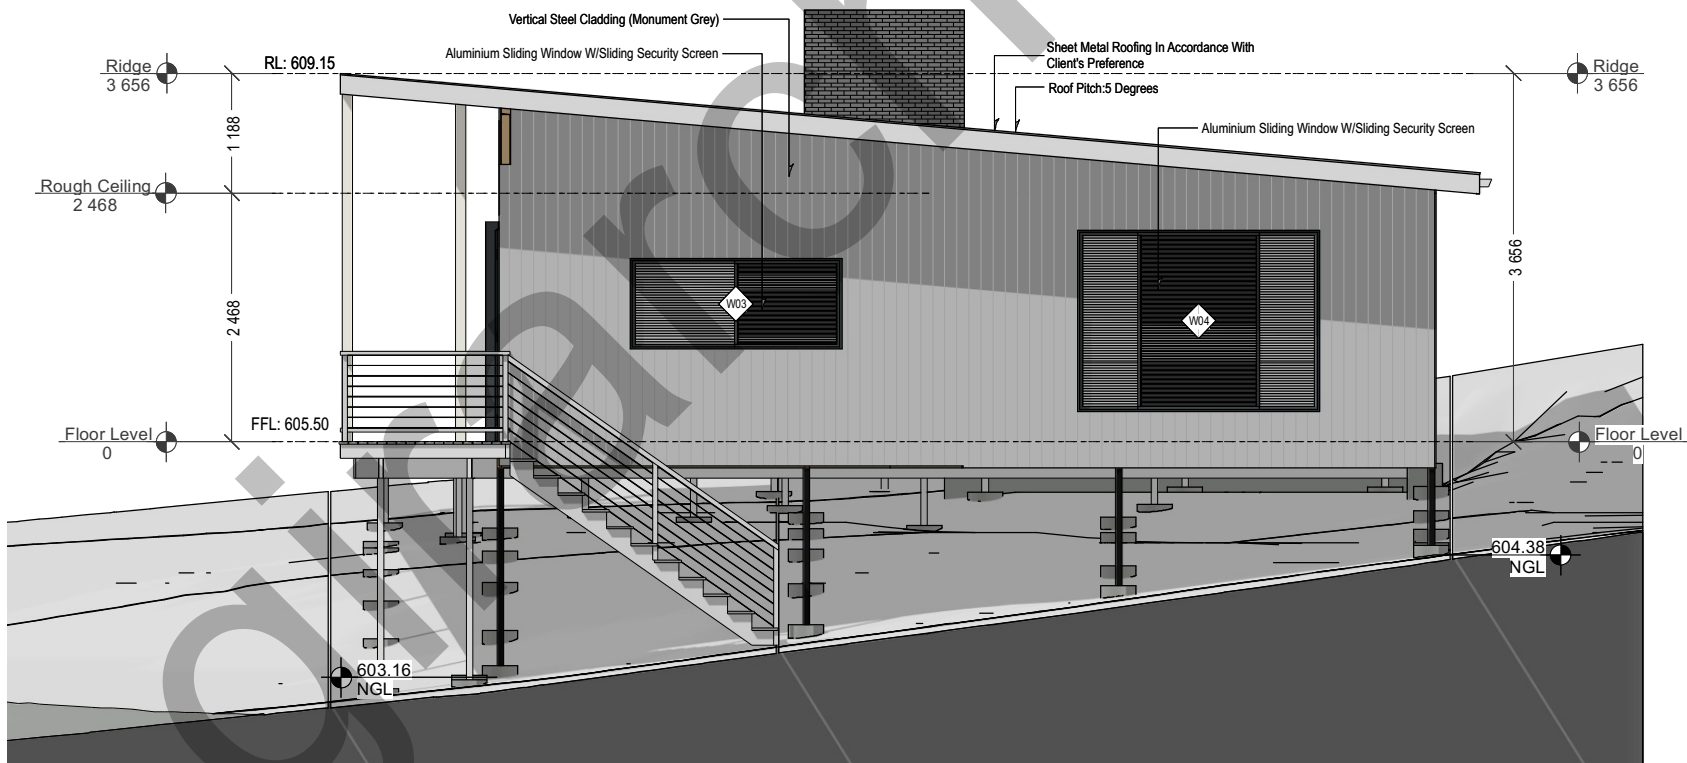 Vertical Steel Cladding (Monument Grey)
Aluminium Sliding Window W/Sliding Security Screen
Sheet Metal Roofing In Accordance With
Client's Preference
Roof Pitch:5 Degrees
Aluminium Sliding Window W/Sliding Security Screen
Ridge
3 656
RL: 609.15
Ridge
3 656
1 188
Rough Ceiling
2 468
2 468
3 656
W03
W04
FFL: 605.50
Floor Level
0
Floor Level
0
604.38
NGL
603.16
NGL